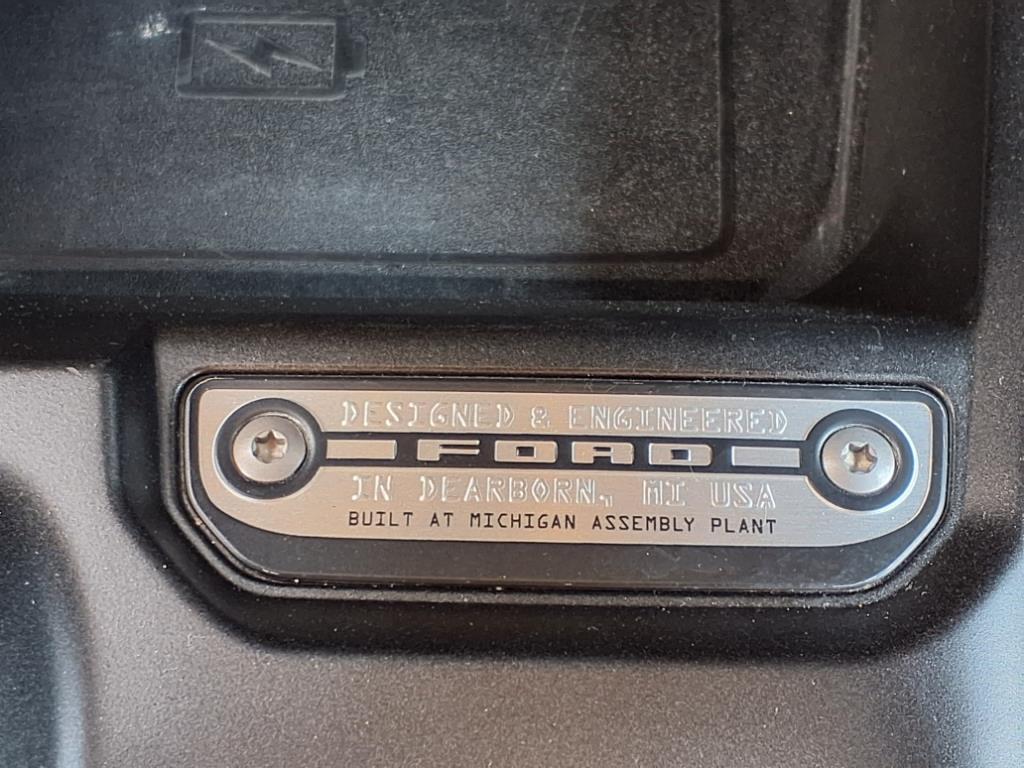 DESIGNED & ENGINEERED
FORD
IN DEARBORN, MI USA
BUILT AT MICHIGAN ASSEMBLY PLANT